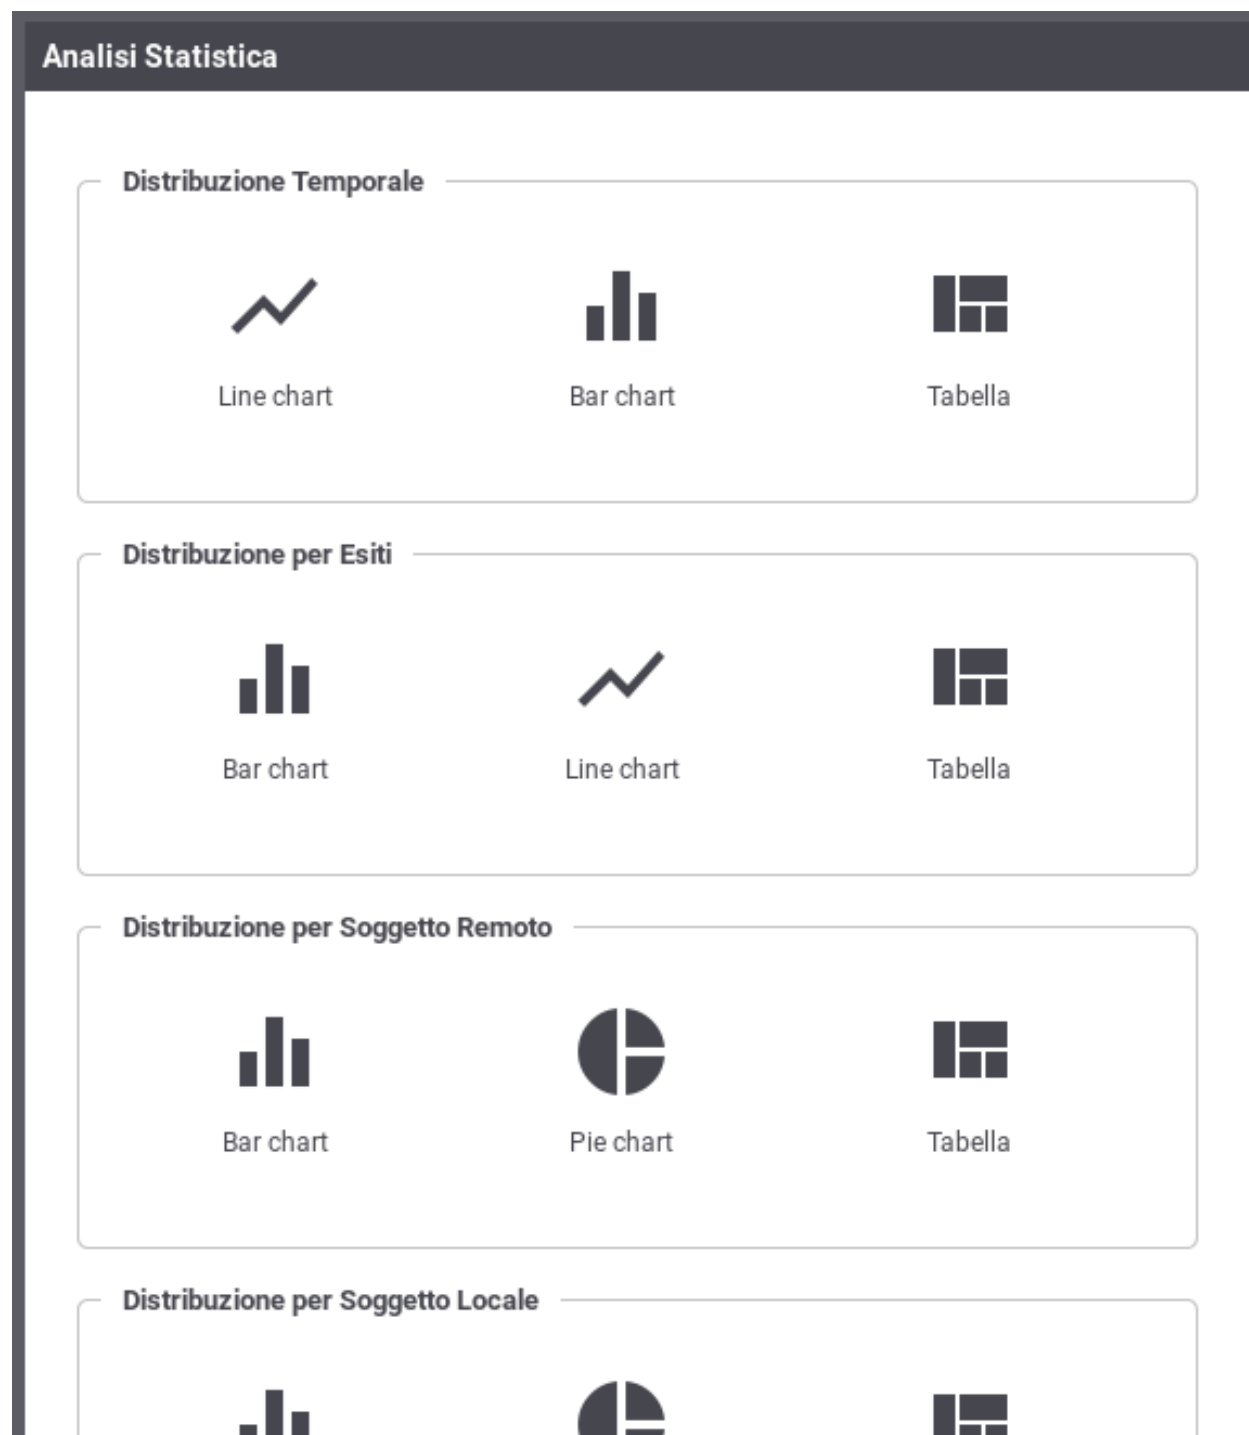 Analisi Statistica
Distribuzione Temporale
Line chart
Bar chart
Tabella
Distribuzione per Esiti
Bar chart
Line chart
Tabella
Distribuzione per Soggetto Remoto
Bar chart
Pie chart
Tabella
Distribuzione per Soggetto Locale